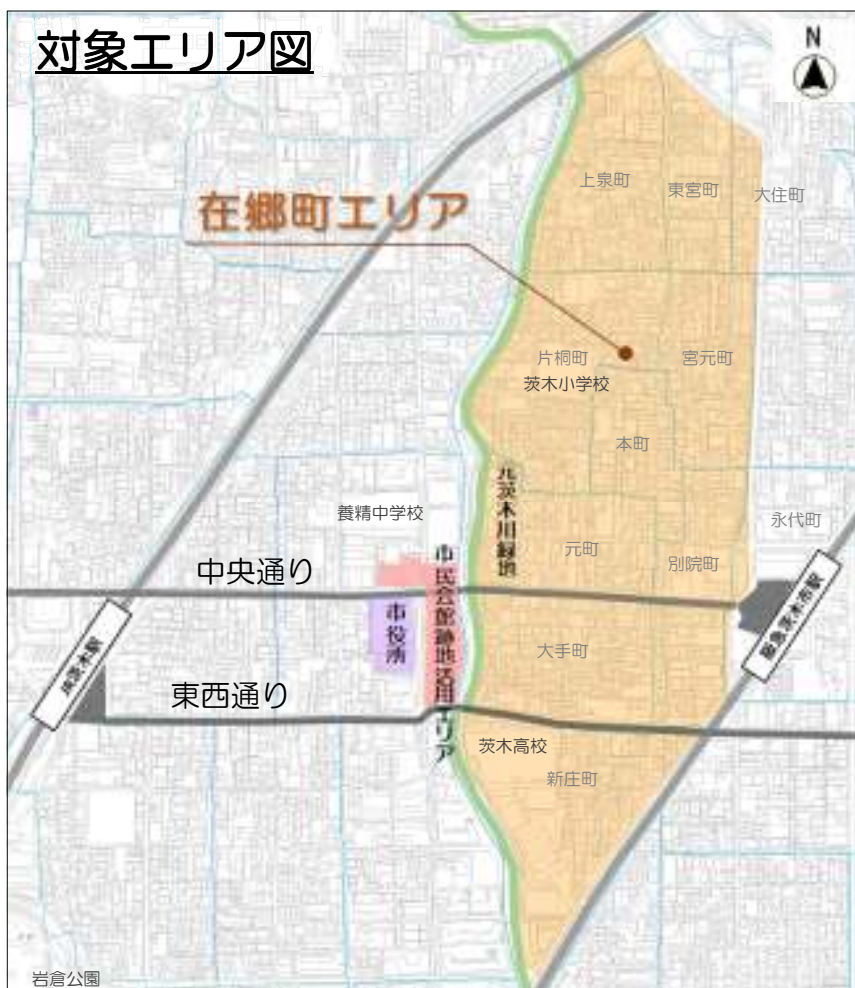 対象エリア図
N
上泉町
東宮町
大住町
在郷町エリア
片桐町
宮元町
茨木小学校
本町
元茨木川緑地
養精中学校
永代町
元町
別院町
中央通り
市民会館跡地活用エリア
市役所
阪急茨木市駅
大手町
JR茨木駅
東西通り
茨木高校
新庄町
岩倉公園